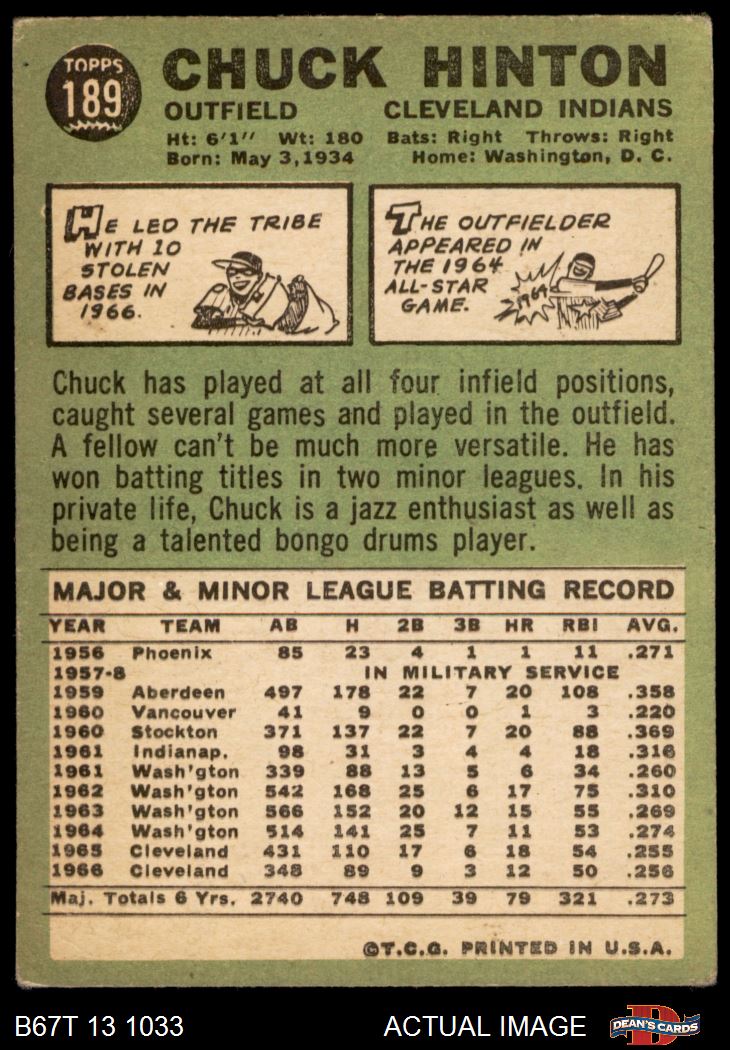 TOPPS
189
CHUCK HINTON
OUTFIELD CLEVELAND INDIANS
Ht: 6'1" Wt: 180 Bats: Right Throws: Right
Born: May 3, 1934 Home: Washington, D. C.
HE LED THE TRIBE
WITH 10
STOLEN
BASES IN
1966.
THE OUTFIELDER
APPEARED IN
THE 1964
ALL-STAR
GAME.
1964
Chuck has played at all four infield positions,
caught several games and played in the outfield.
A fellow can't be much more versatile. He has
won batting titles in two minor leagues. In his
private life, Chuck is a jazz enthusiast as well as
being a talented bongo drums player.
MAJOR & MINOR LEAGUE BATTING RECORD
YEAR TEAM AB H 2B 3B HR RBI AVG.
1956 Phoenix 85 23 4 1 1 11 .271
1957-8 IN MILITARY SERVICE
1959 Aberdeen 497 178 22 7 20 108 .358
1960 Vancouver 41 9 0 0 1 3 .220
1960 Stockton 371 137 22 7 20 88 .369
1961 Indianap. 98 31 3 4 4 18 .316
1961 Wash'gton 339 88 13 5 6 34 .260
1962 Wash'gton 542 168 25 6 17 75 .310
1963 Wash'gton 566 152 20 12 15 55 .269
1964 Wash'gton 514 141 25 7 11 53 .274
1965 Cleveland 431 110 17 6 18 54 .255
1966 Cleveland 348 89 9 3 12 50 .256
Maj. Totals 6 Yrs. 2740 748 109 39 79 321 .273
©T.C.G. PRINTED IN U.S.A.
B67T 13 1033 ACTUAL IMAGE DEAN'S CARDS